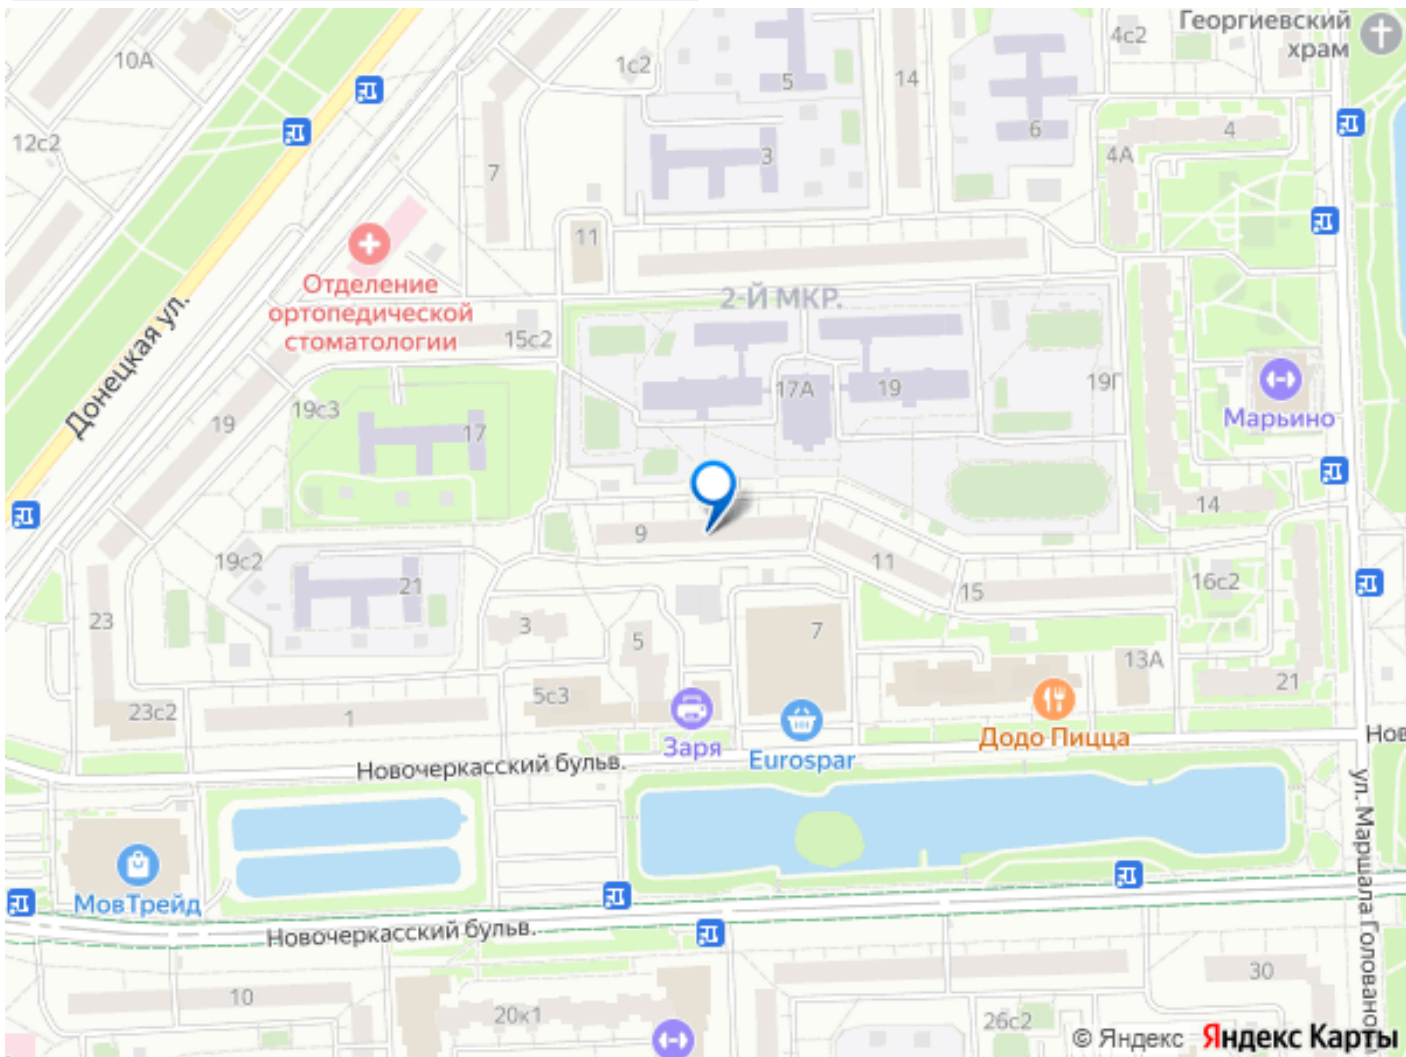 Георгиевский
храм
4с2
10А
1с2
5
14
12с2
7
3
6
4
4А
11
Отделение
ортопедической
стоматологии
2-Й МКР.
15с2
Донецкая ул.
17А
19
19Г
Марьино
19с3
19
17
14
9
11
19с2
21
15
16с2
23
3
5
7
13А
21
5с3
23с2
1
Заря
Eurospar
Додо Пицца
Нов
Новочеркасский бульв.
ул. Маршала Голованов
МовТрейд
Новочеркасский бульв.
10
20к1
26с2
30
© Яндекс Яндекс Карты